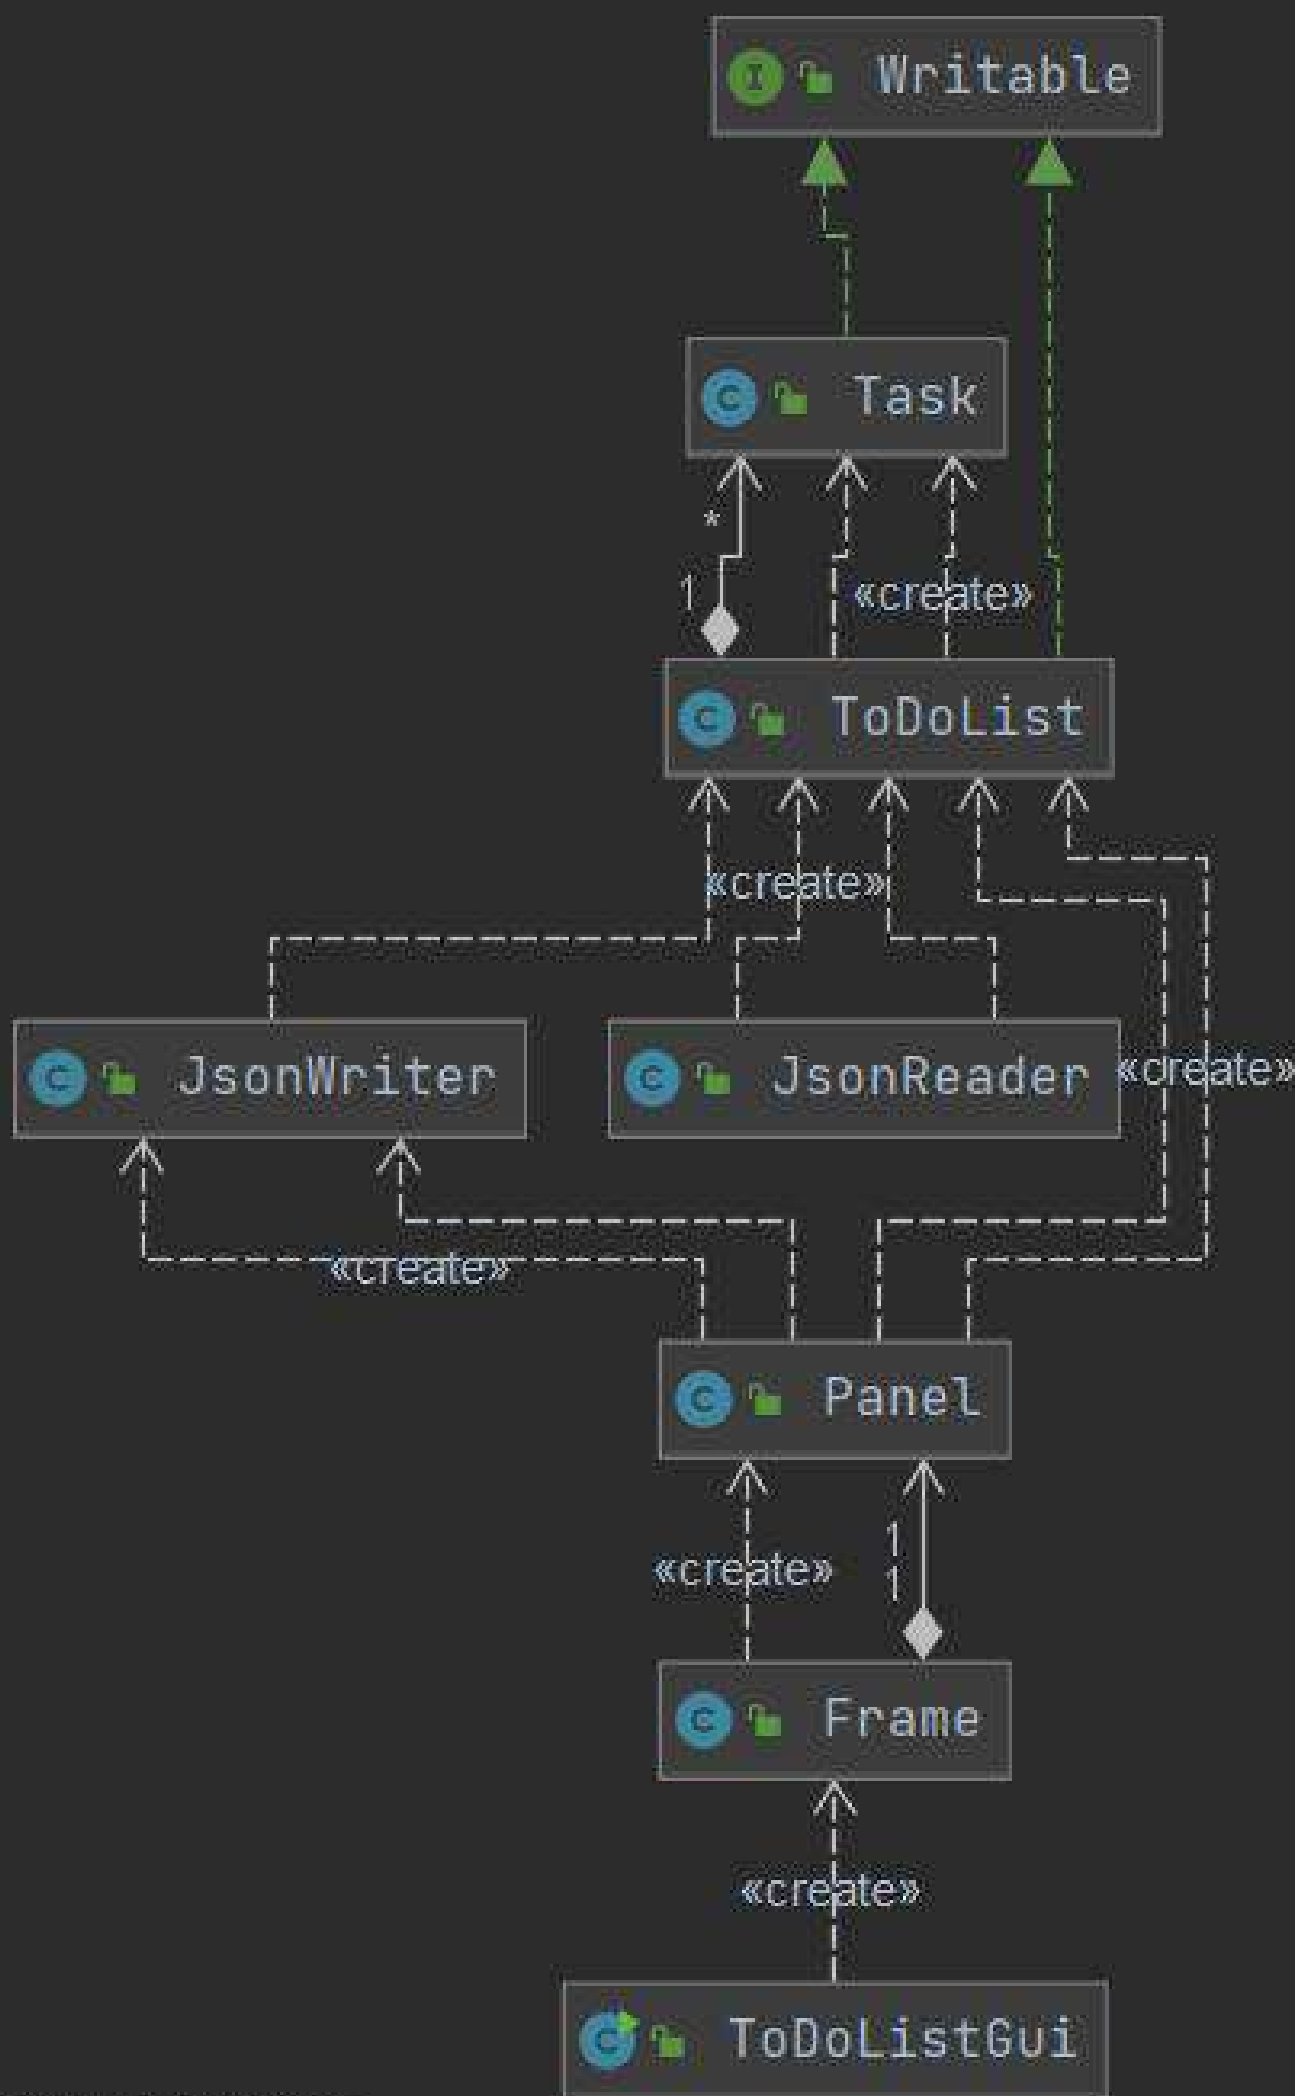 I Writable
C Task
*
1
«create»
C ToDoList
«create»
C JsonWriter
C JsonReader
«create»
«create»
C Panel
1
«create»
1
C Frame
«create»
C ToDoListGui